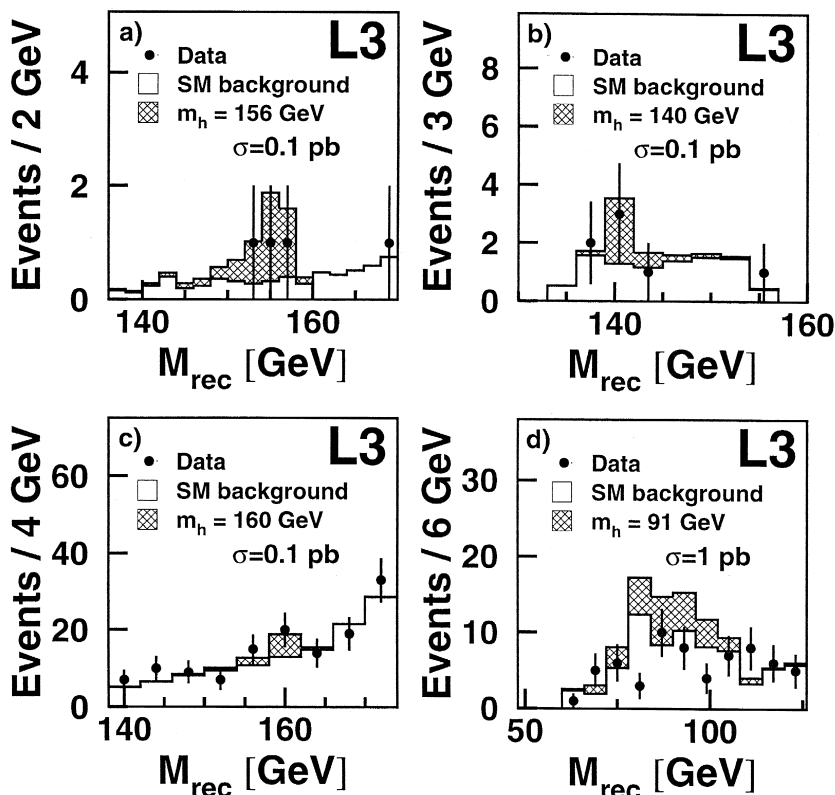 a)
L3
Data
SM background
m_h = 156 GeV
σ=0.1 pb
Events / 2 GeV
4
2
0
140
160
M_rec [GeV]
b)
L3
Data
SM background
m_h = 140 GeV
σ=0.1 pb
Events / 3 GeV
8
6
4
2
0
140
160
M_rec [GeV]
c)
L3
Data
SM background
m_h = 160 GeV
σ=0.1 pb
Events / 4 GeV
60
40
20
0
140
160
M_rec [GeV]
d)
L3
Data
SM background
m_h = 91 GeV
σ=1 pb
Events / 6 GeV
30
20
10
0
50
100
M_rec [GeV]